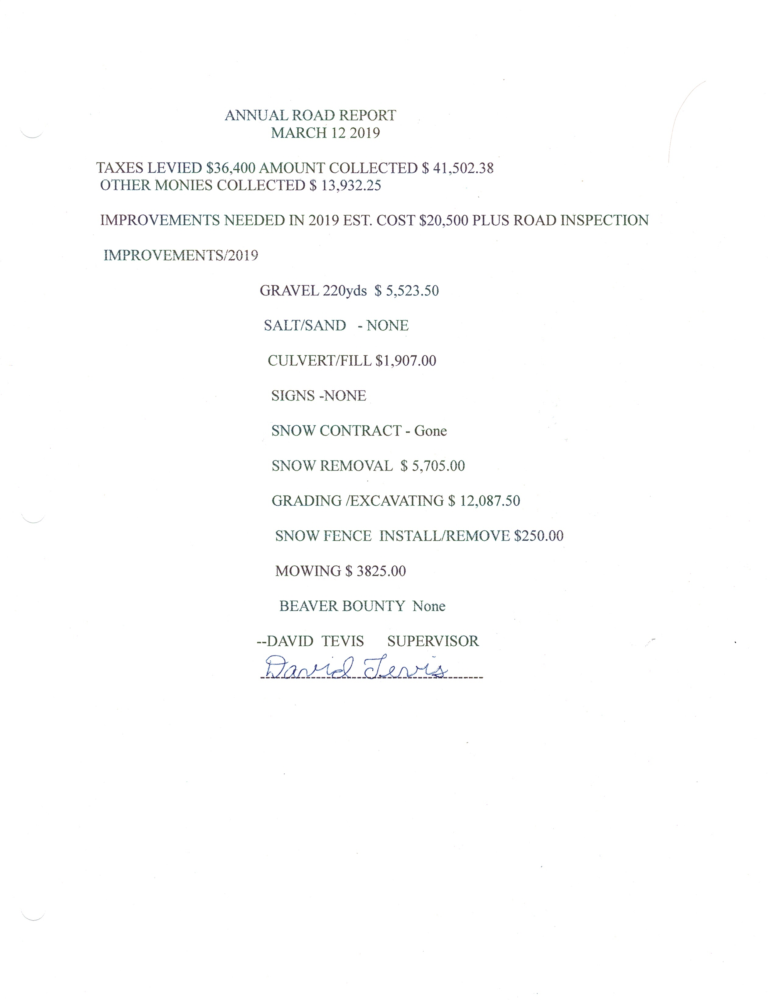 ANNUAL ROAD REPORT
MARCH 12 2019
TAXES LEVIED $36,400 AMOUNT COLLECTED $ 41,502.38
OTHER MONIES COLLECTED $ 13,932.25
IMPROVEMENTS NEEDED IN 2019 EST. COST $20,500 PLUS ROAD INSPECTION
IMPROVEMENTS/2019
GRAVEL 220yds $ 5,523.50
SALT/SAND - NONE
CULVERT/FILL $1,907.00
SIGNS -NONE
SNOW CONTRACT - Gone
SNOW REMOVAL $ 5,705.00
GRADING /EXCAVATING $ 12,087.50
SNOW FENCE INSTALL/REMOVE $250.00
MOWING $ 3825.00
BEAVER BOUNTY None
--DAVID TEVIS SUPERVISOR
David Tevis